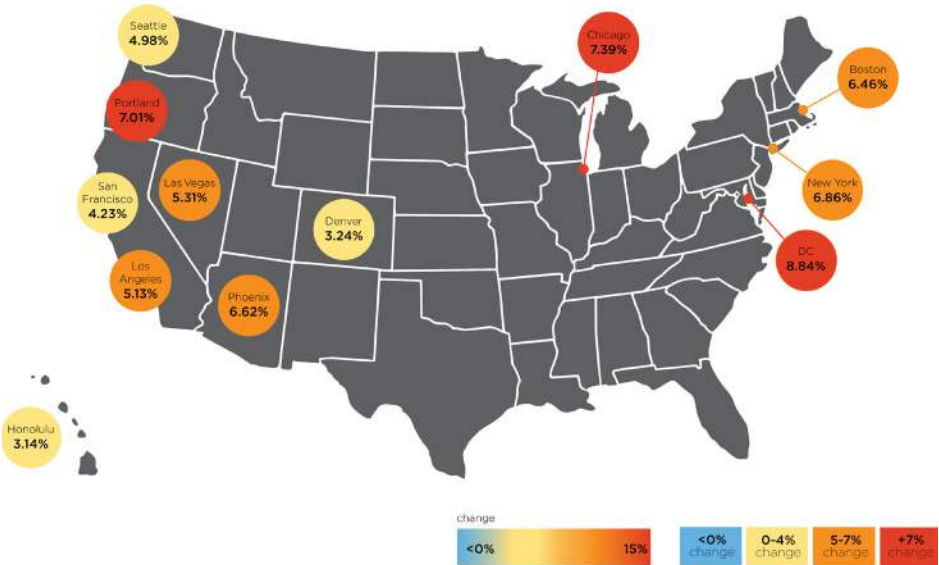 Seattle
4.98%
Chicago
7.39%
Boston
6.46%
Portland
7.01%
Las Vegas
5.31%
New York
6.86%
San
Francisco
4.23%
Denver
3.24%
DC
8.84%
Los
Angeles
5.13%
Phoenix
6.62%
Honolulu
3.14%
change
<0%
15%
<0%
change
0-4%
change
5-7%
change
+7%
change